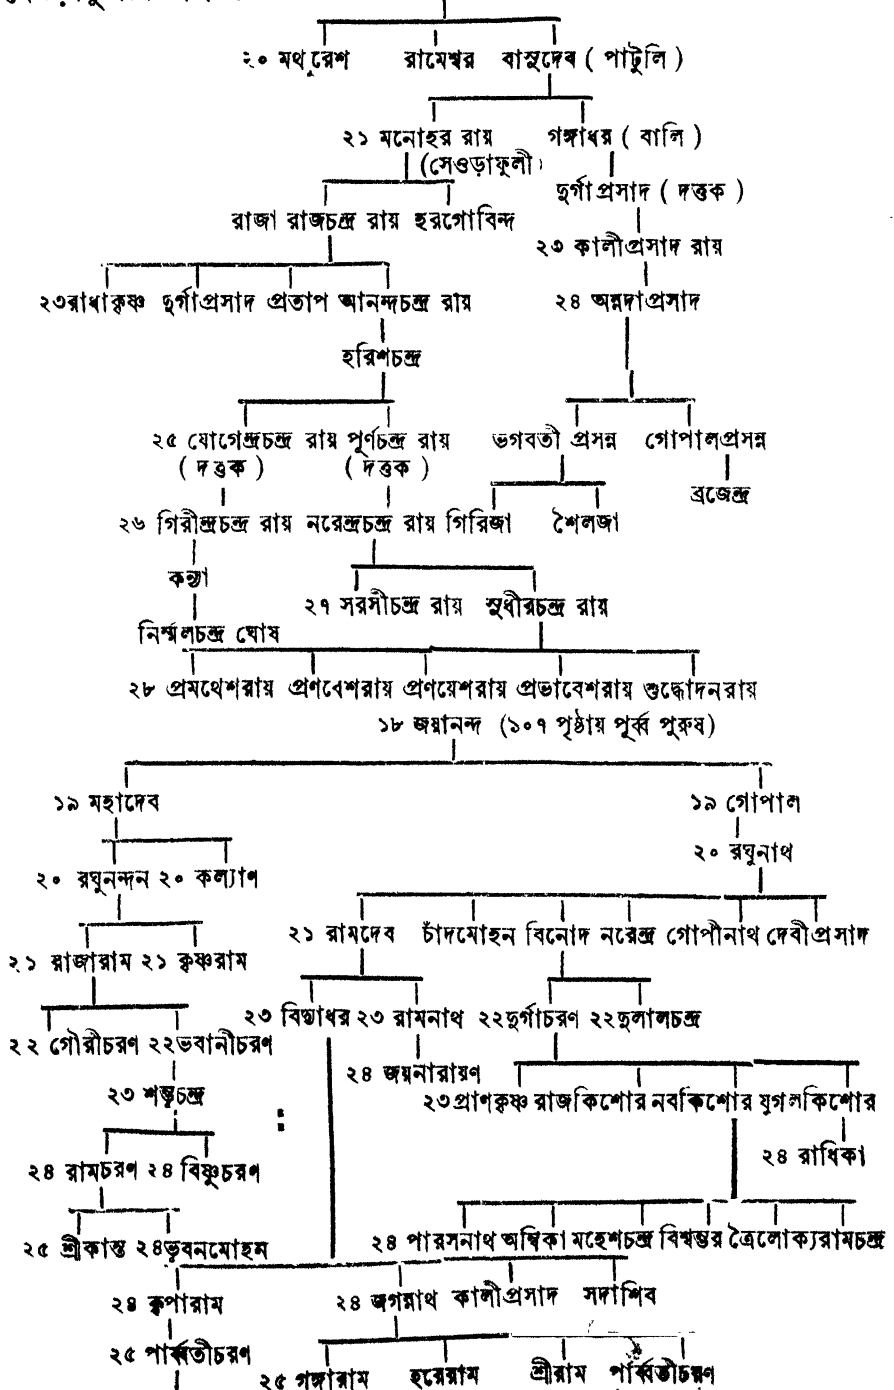 ২০ মথুরেশ রামেশ্বর বাসুদেব ( পাটুলি )
২১ মনোহর রায় গঙ্গাধর ( বালি )
(সেওড়াফুলী)
দুর্গাপ্রসাদ ( দত্তক )
রাজা রাজচন্দ্র রায় হরগোবিন্দ
২৩ কালীপ্রসাদ রায়
২৩রাধাকৃষ্ণ দুর্গাপ্রসাদ প্রতাপ আনন্দচন্দ্র রায় ২৪ অন্নদাপ্রসাদ
হরিশচন্দ্র
২৫ যোগেন্দ্রচন্দ্র রায় পূর্ণচন্দ্র রায় ভগবতী প্রসন্ন গোপালপ্রসন্ন
( দত্তক ) ( দত্তক )
ব্রজেন্দ্র
২৬ গিরীন্দ্রচন্দ্র রায় নরেন্দ্রচন্দ্র রায় গিরিজা শৈলজা
কন্যা
২৭ সরসীচন্দ্র রায় সুধীরচন্দ্র রায়
নির্ম্মলচন্দ্র ঘোষ
২৮ প্রমথেশরায় প্রণবেশরায় প্রণয়েশরায় প্রভাবেশরায় শুদ্ধোদনরায়
১৮ জয়ানন্দ (১০৭ পৃষ্ঠায় পূর্ব্ব পুরুষ)
১৯ মহাদেব ১৯ গোপাল
২০ রঘুনাথ
২০ রঘুনন্দন ২০ কল্যাণ
২১ রামদেব চাঁদমোহন বিনোদ নরেন্দ্র গোপীনাথ দেবীপ্রসাদ
২১ রাজারাম ২১ কৃষ্ণরাম
২৩ বিদ্যাধর ২৩ রামনাথ ২২দুর্গাচরণ ২২দুলালচন্দ্র
২২ গৌরীচরণ ২২ভবানীচরণ
২৪ জয়নারায়ণ
২৩ শম্ভুচন্দ্র
২৩প্রাণকৃষ্ণ রাজকিশোর নবকিশোর যুগলকিশোর
২৪ রাধিকা
২৪ রামচরণ ২৪ বিষ্ণুচরণ
২৫ শ্রীকান্ত ২৪ভূবনমোহন
২৪ পারসনাথ অম্বিকা মহেশচন্দ্র বিশ্বম্ভর ত্রৈলোক্যরামচন্দ্র
২৪ কৃপারাম ২৪ জগন্নাথ কালীপ্রসাদ সদাশিব
২৫ পার্ব্বতীচরণ
২৫ গঙ্গারাম হরেরাম শ্রীরাম পার্ব্বতীচরণ